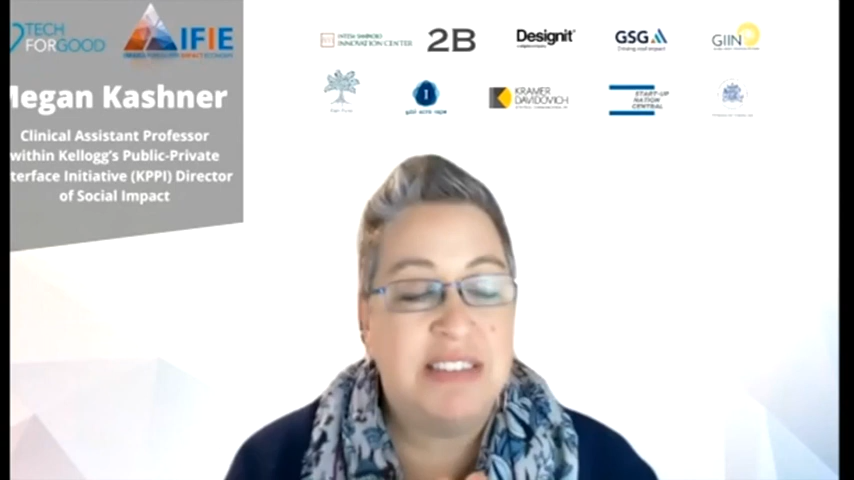 TECH
FORGOOD
IFIE
Megan Kashner
Clinical Assistant Professor
within Kellogg's Public-Private
terface Initiative (KPPI) Director
of Social Impact
INNOVATION CENTER
2B
Designit
GSG
Driving real impact
GIIN
KRAMER
DAVIDOVICH
START-UP
NATION
CENTRAL